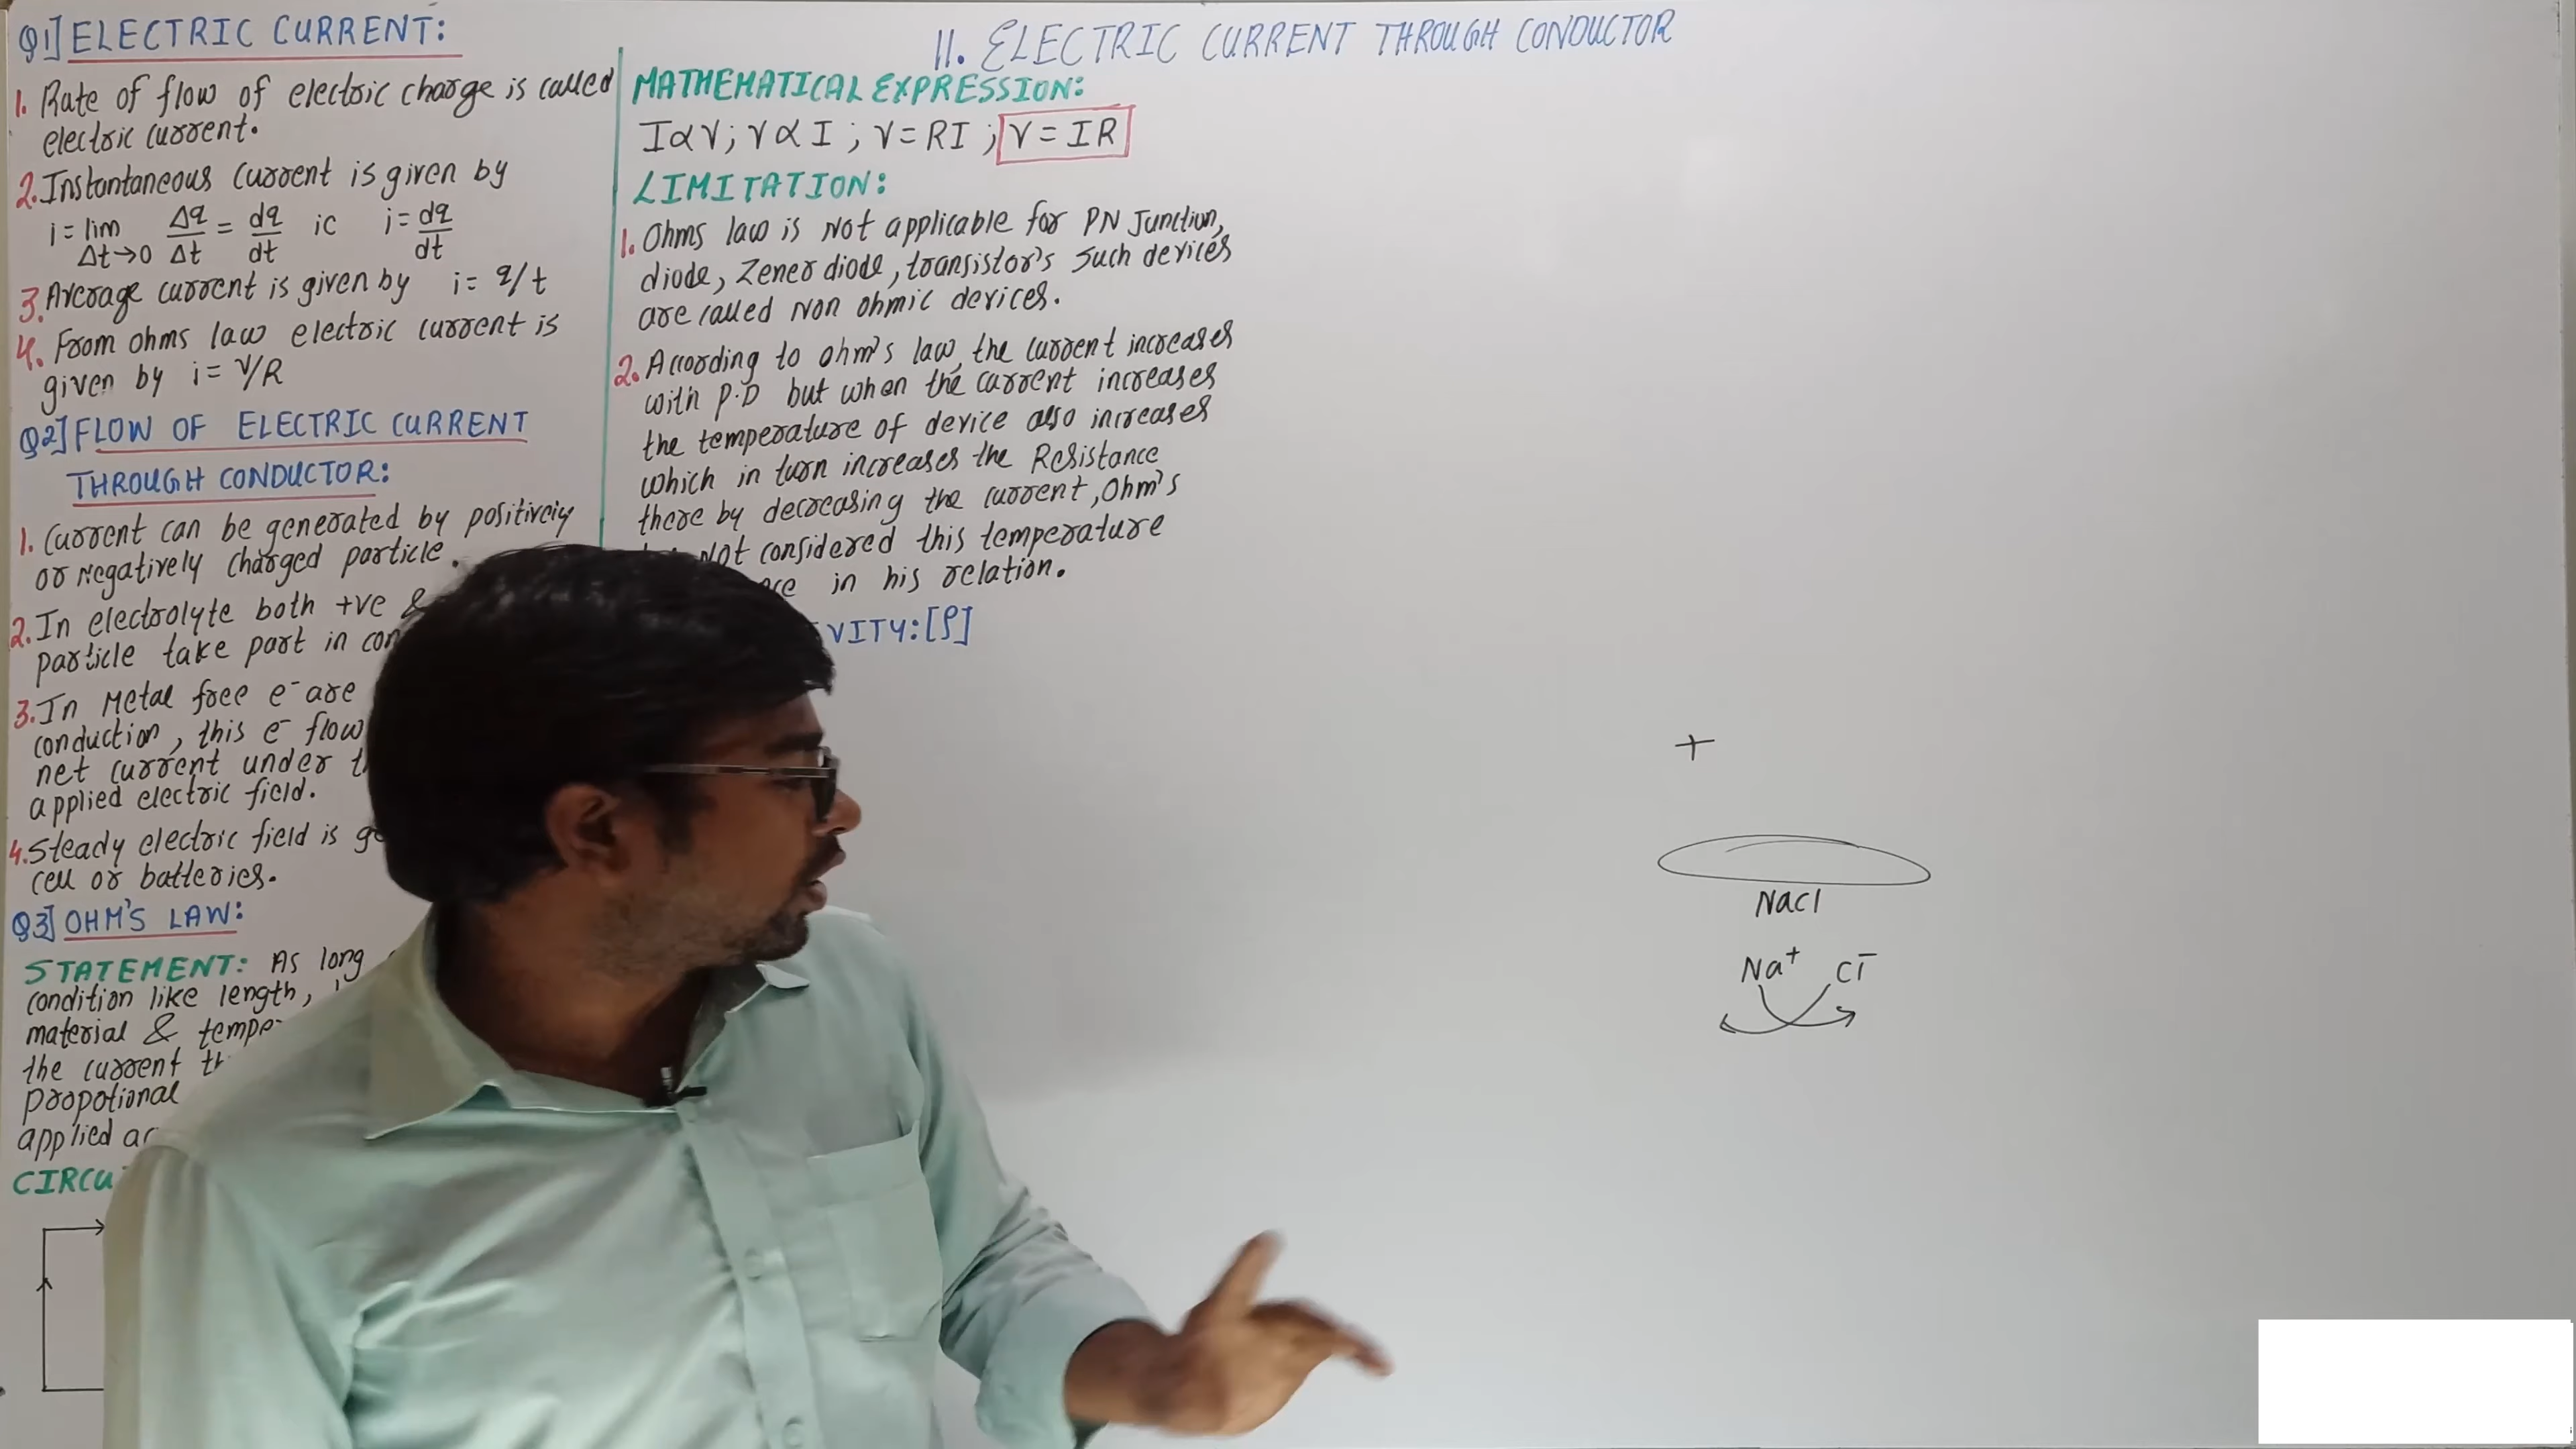 11. ELECTRIC CURRENT THROUGH CONDUCTOR
Q1] ELECTRIC CURRENT:
1. Rate of flow of electric charge is called
electric current.
2. Instantaneous current is given by
i = lim Δt→0 Δq/Δt = dq/dt ie i = dq/dt
3. Average current is given by i = q/t
4. From ohms law electric current is
given by i = V/R
Q2] FLOW OF ELECTRIC CURRENT
THROUGH CONDUCTOR:
1. Current can be generated by positively
or negatively charged particle.
2. In electrolyte both +ve &
particle take part in
3. In Metal free e- are
conduction, this e- flow
net current under
applied electric field.
4. Steady electric field is
cell or batteries.
Q3] OHM'S LAW:
STATEMENT: As long
condition like length,
material &
the current
propotional
applied
MATHEMATICAL EXPRESSION:
I α V; V α I ; V = RI ; V = IR
LIMITATION:
1. Ohms law is Not applicable for PN Junction,
diode, Zener diode, transistor's such devices
are called Non ohmic devices.
2. According to ohm's law, the current increases
with P.D but when the current increases
the temperature of device also increases
which in turn increases the Resistance
there by decreasing the current, Ohm's
Not considered this temperature
in his relation.
[ρ]
+
NaCl
Na+ Cl-